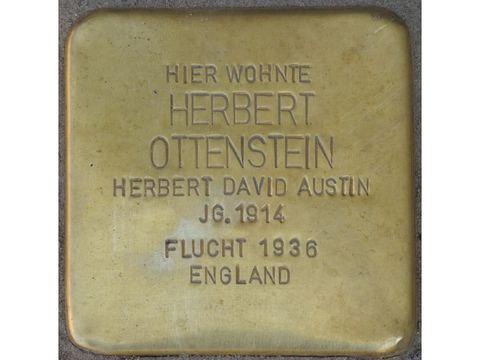 HIER WOHNTE
HERBERT
OTTENSTEIN
HERBERT DAVID AUSTIN
JG. 1914
FLUCHT 1936
ENGLAND